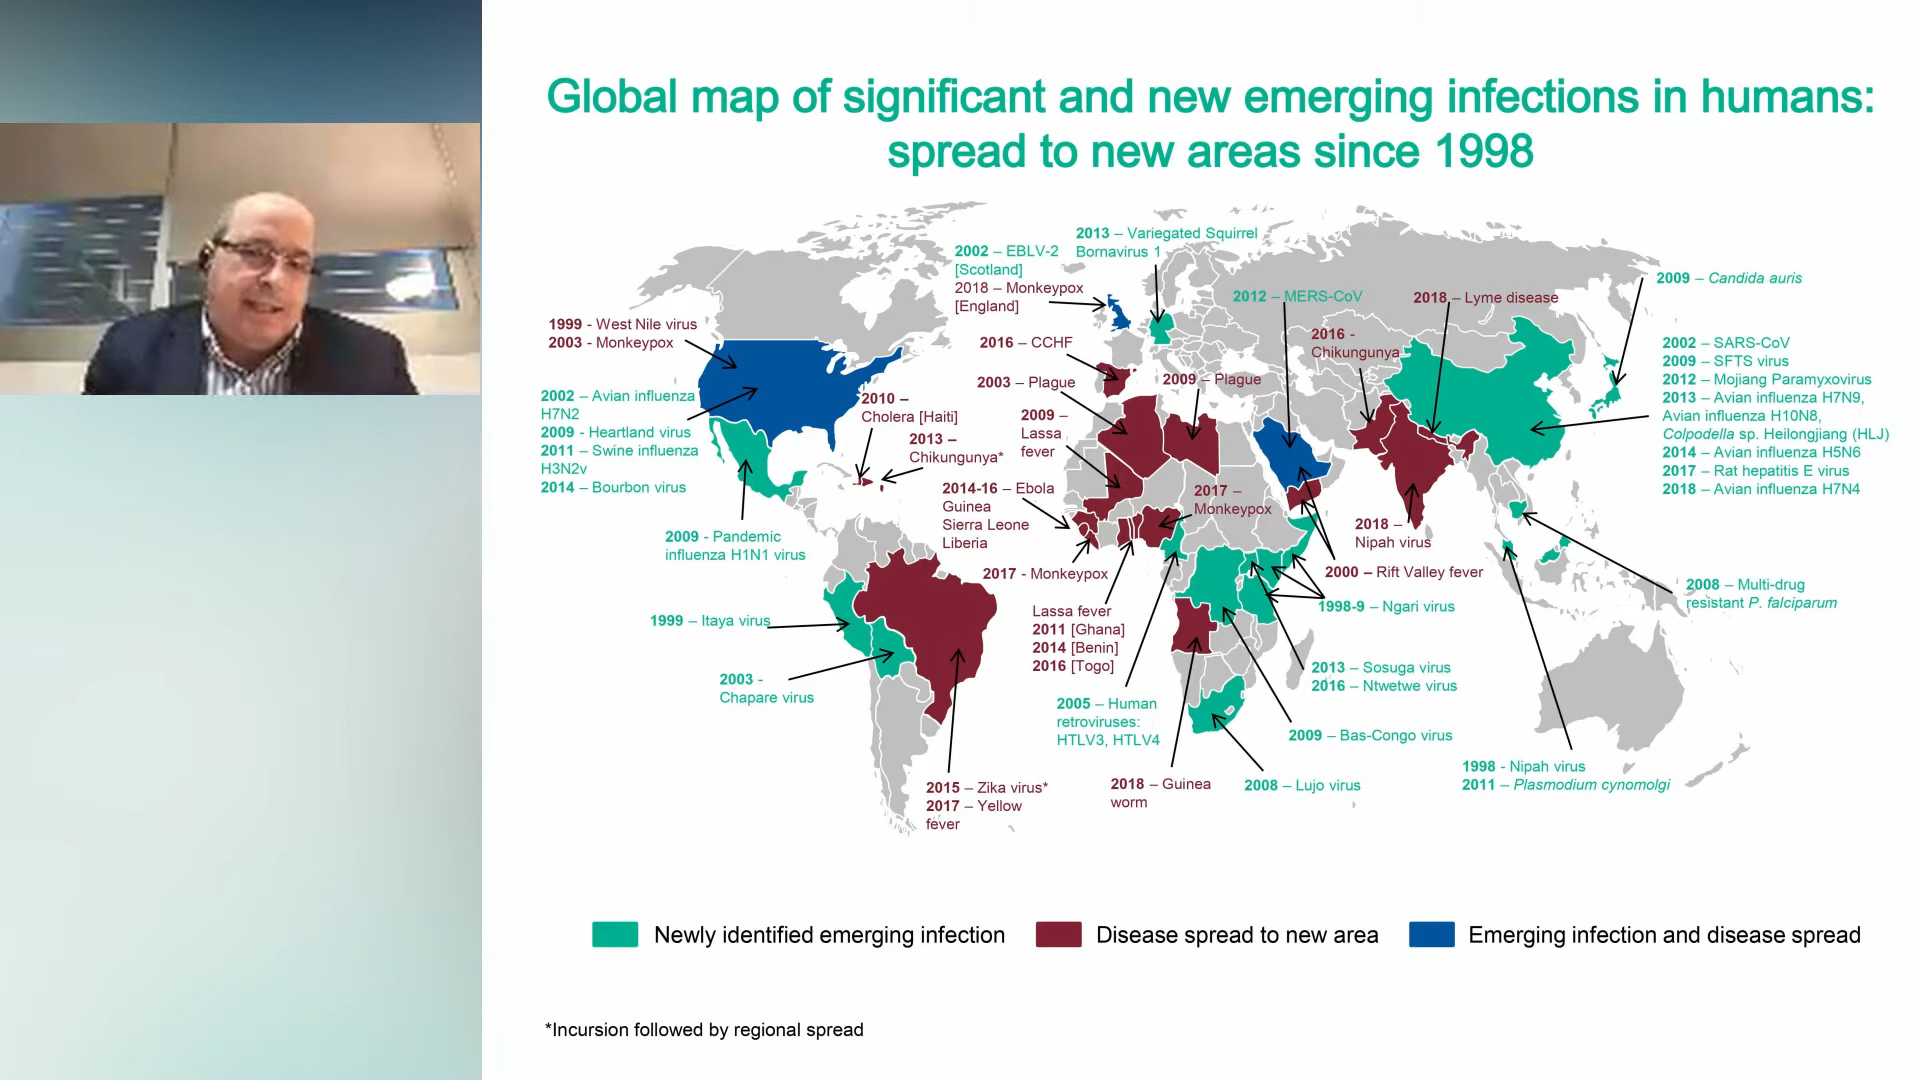 Global map of significant and new emerging infections in humans:
spread to new areas since 1998
2013 – Variegated Squirrel
Bornavirus 1
2002 – EBLV-2
[Scotland]
2018 – Monkeypox
[England]
2009 – Candida auris
2012 – MERS-CoV
2018 – Lyme disease
1999 - West Nile virus
2003 - Monkeypox
2016 – CCHF
2016 -
Chikungunya
2002 – SARS-CoV
2009 – SFTS virus
2012 – Mojiang Paramyxovirus
2013 – Avian influenza H7N9,
Avian influenza H10N8,
Colpodella sp. Heilongjiang (HLJ)
2014 – Avian influenza H5N6
2017 – Rat hepatitis E virus
2018 – Avian influenza H7N4
2003 – Plague
2009 – Plague
2002 – Avian influenza
H7N2
2009 - Heartland virus
2011 – Swine influenza
H3N2v
2014 – Bourbon virus
2010 –
Cholera [Haiti]
2009 –
Lassa
fever
2013 –
Chikungunya*
2014-16 – Ebola
Guinea
Sierra Leone
Liberia
2017 –
Monkeypox
2018 –
Nipah virus
2009 - Pandemic
influenza H1N1 virus
2017 - Monkeypox
2000 – Rift Valley fever
2008 – Multi-drug
resistant P. falciparum
1998-9 – Ngari virus
Lassa fever
2011 [Ghana]
2014 [Benin]
2016 [Togo]
1999 – Itaya virus
2013 – Sosuga virus
2016 – Ntwetwe virus
2003 -
Chapare virus
2005 – Human
retroviruses:
HTLV3, HTLV4
2009 – Bas-Congo virus
1998 - Nipah virus
2011 – Plasmodium cynomolgi
2015 – Zika virus*
2017 – Yellow
fever
2018 – Guinea
worm
2008 – Lujo virus
Newly identified emerging infection
Disease spread to new area
Emerging infection and disease spread
*Incursion followed by regional spread